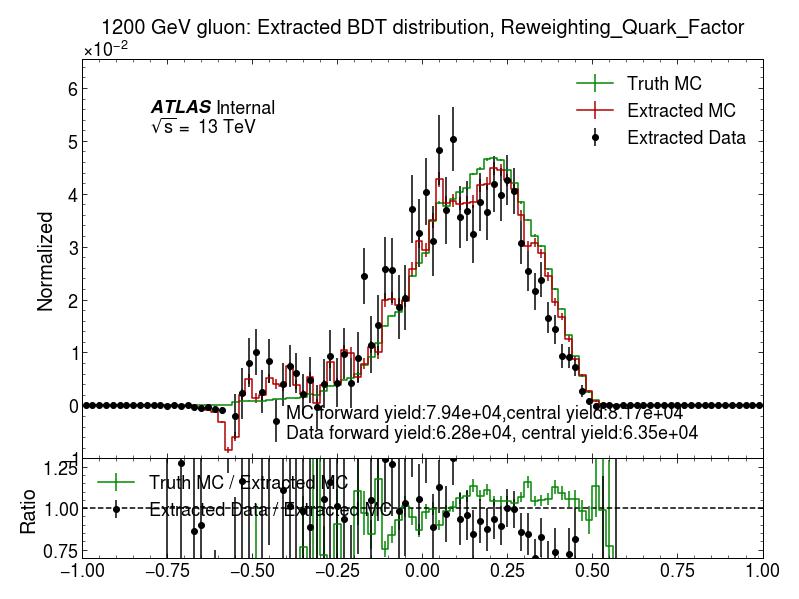 1200 GeV gluon: Extracted BDT distribution, Reweighting_Quark_Factor
×10⁻²
ATLAS Internal
√s = 13 TeV
Truth MC
Extracted MC
Extracted Data
Normalized
6
5
4
3
2
1
0
MC forward yield:7.94e+04,central yield:8.17e+04
Data forward yield:6.28e+04, central yield:6.35e+04
Truth MC / Extracted MC
Extracted Data / Extracted MC
Ratio
1.25
1.00
0.75
−1.00 −0.75 −0.50 −0.25 0.00 0.25 0.50 0.75 1.00